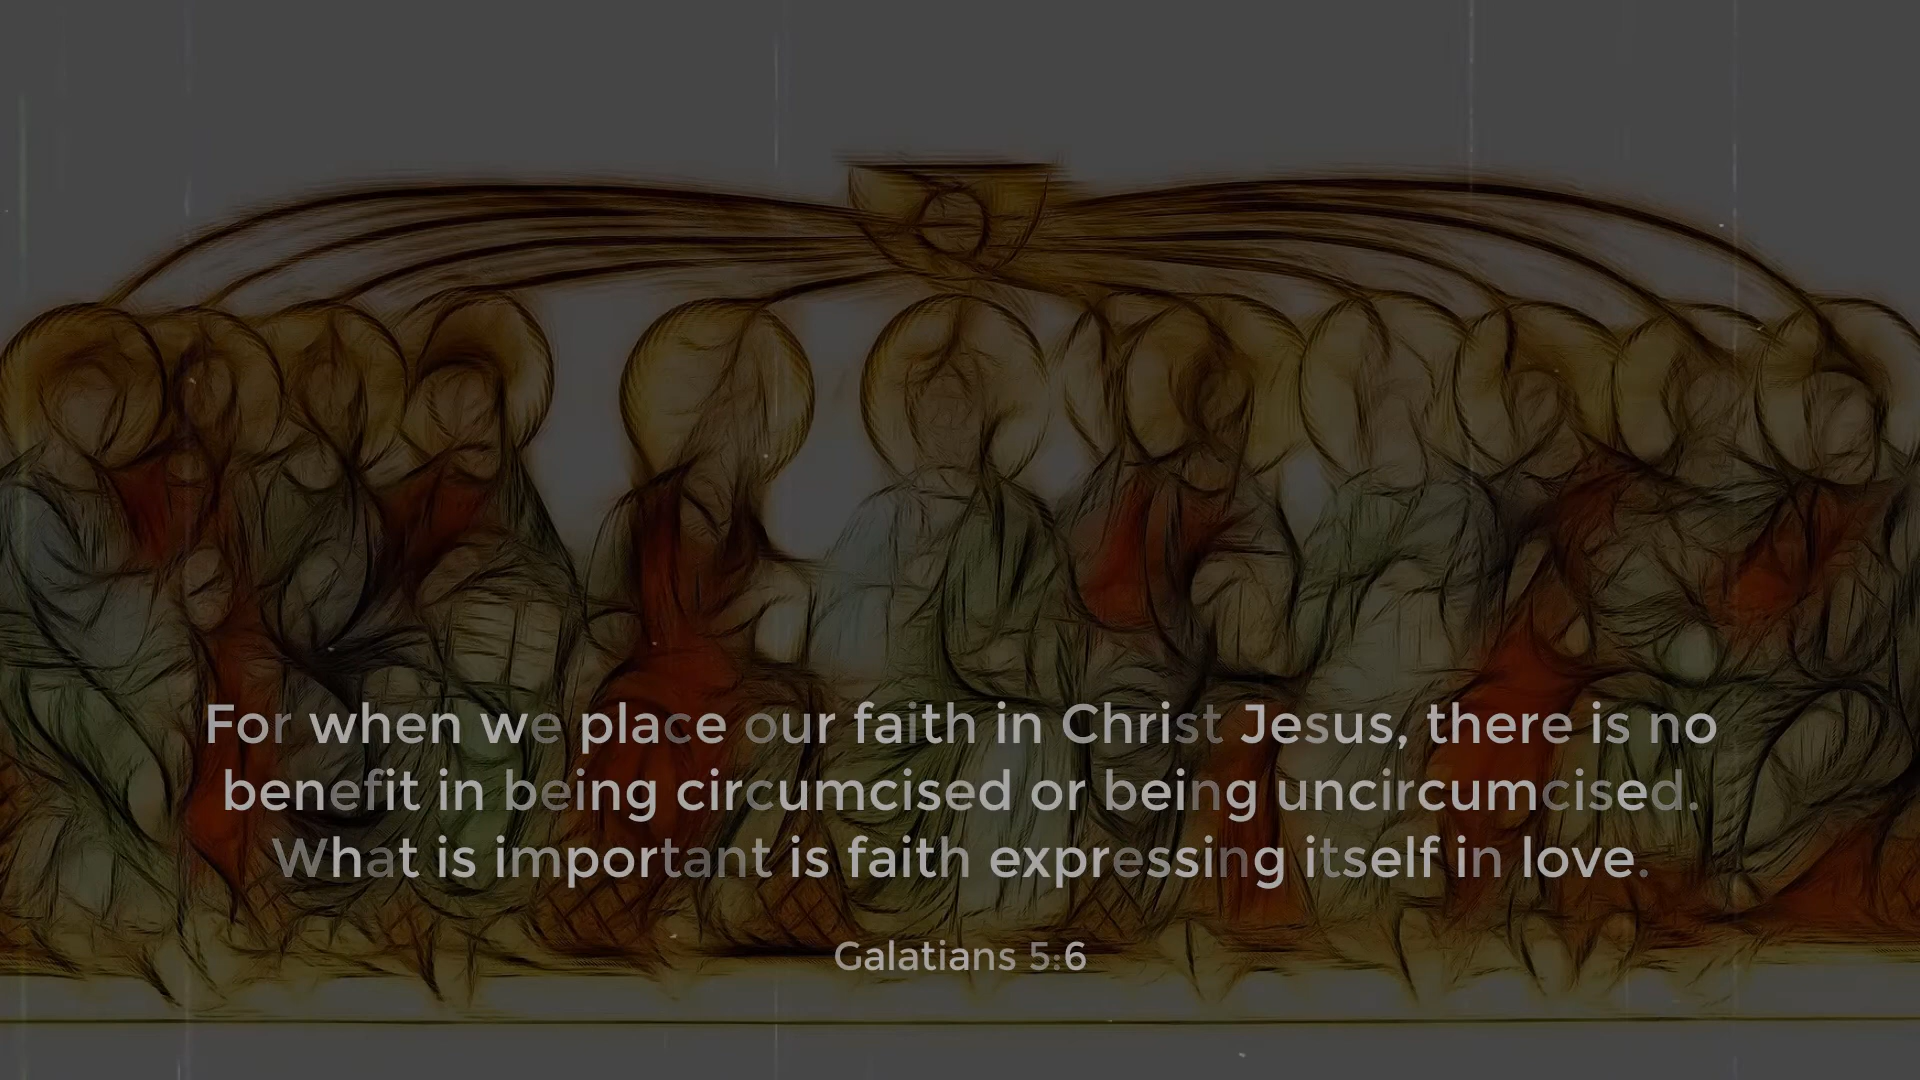 For when we place our faith in Christ Jesus, there is no
benefit in being circumcised or being uncircumcised.
What is important is faith expressing itself in love.
Galatians 5:6